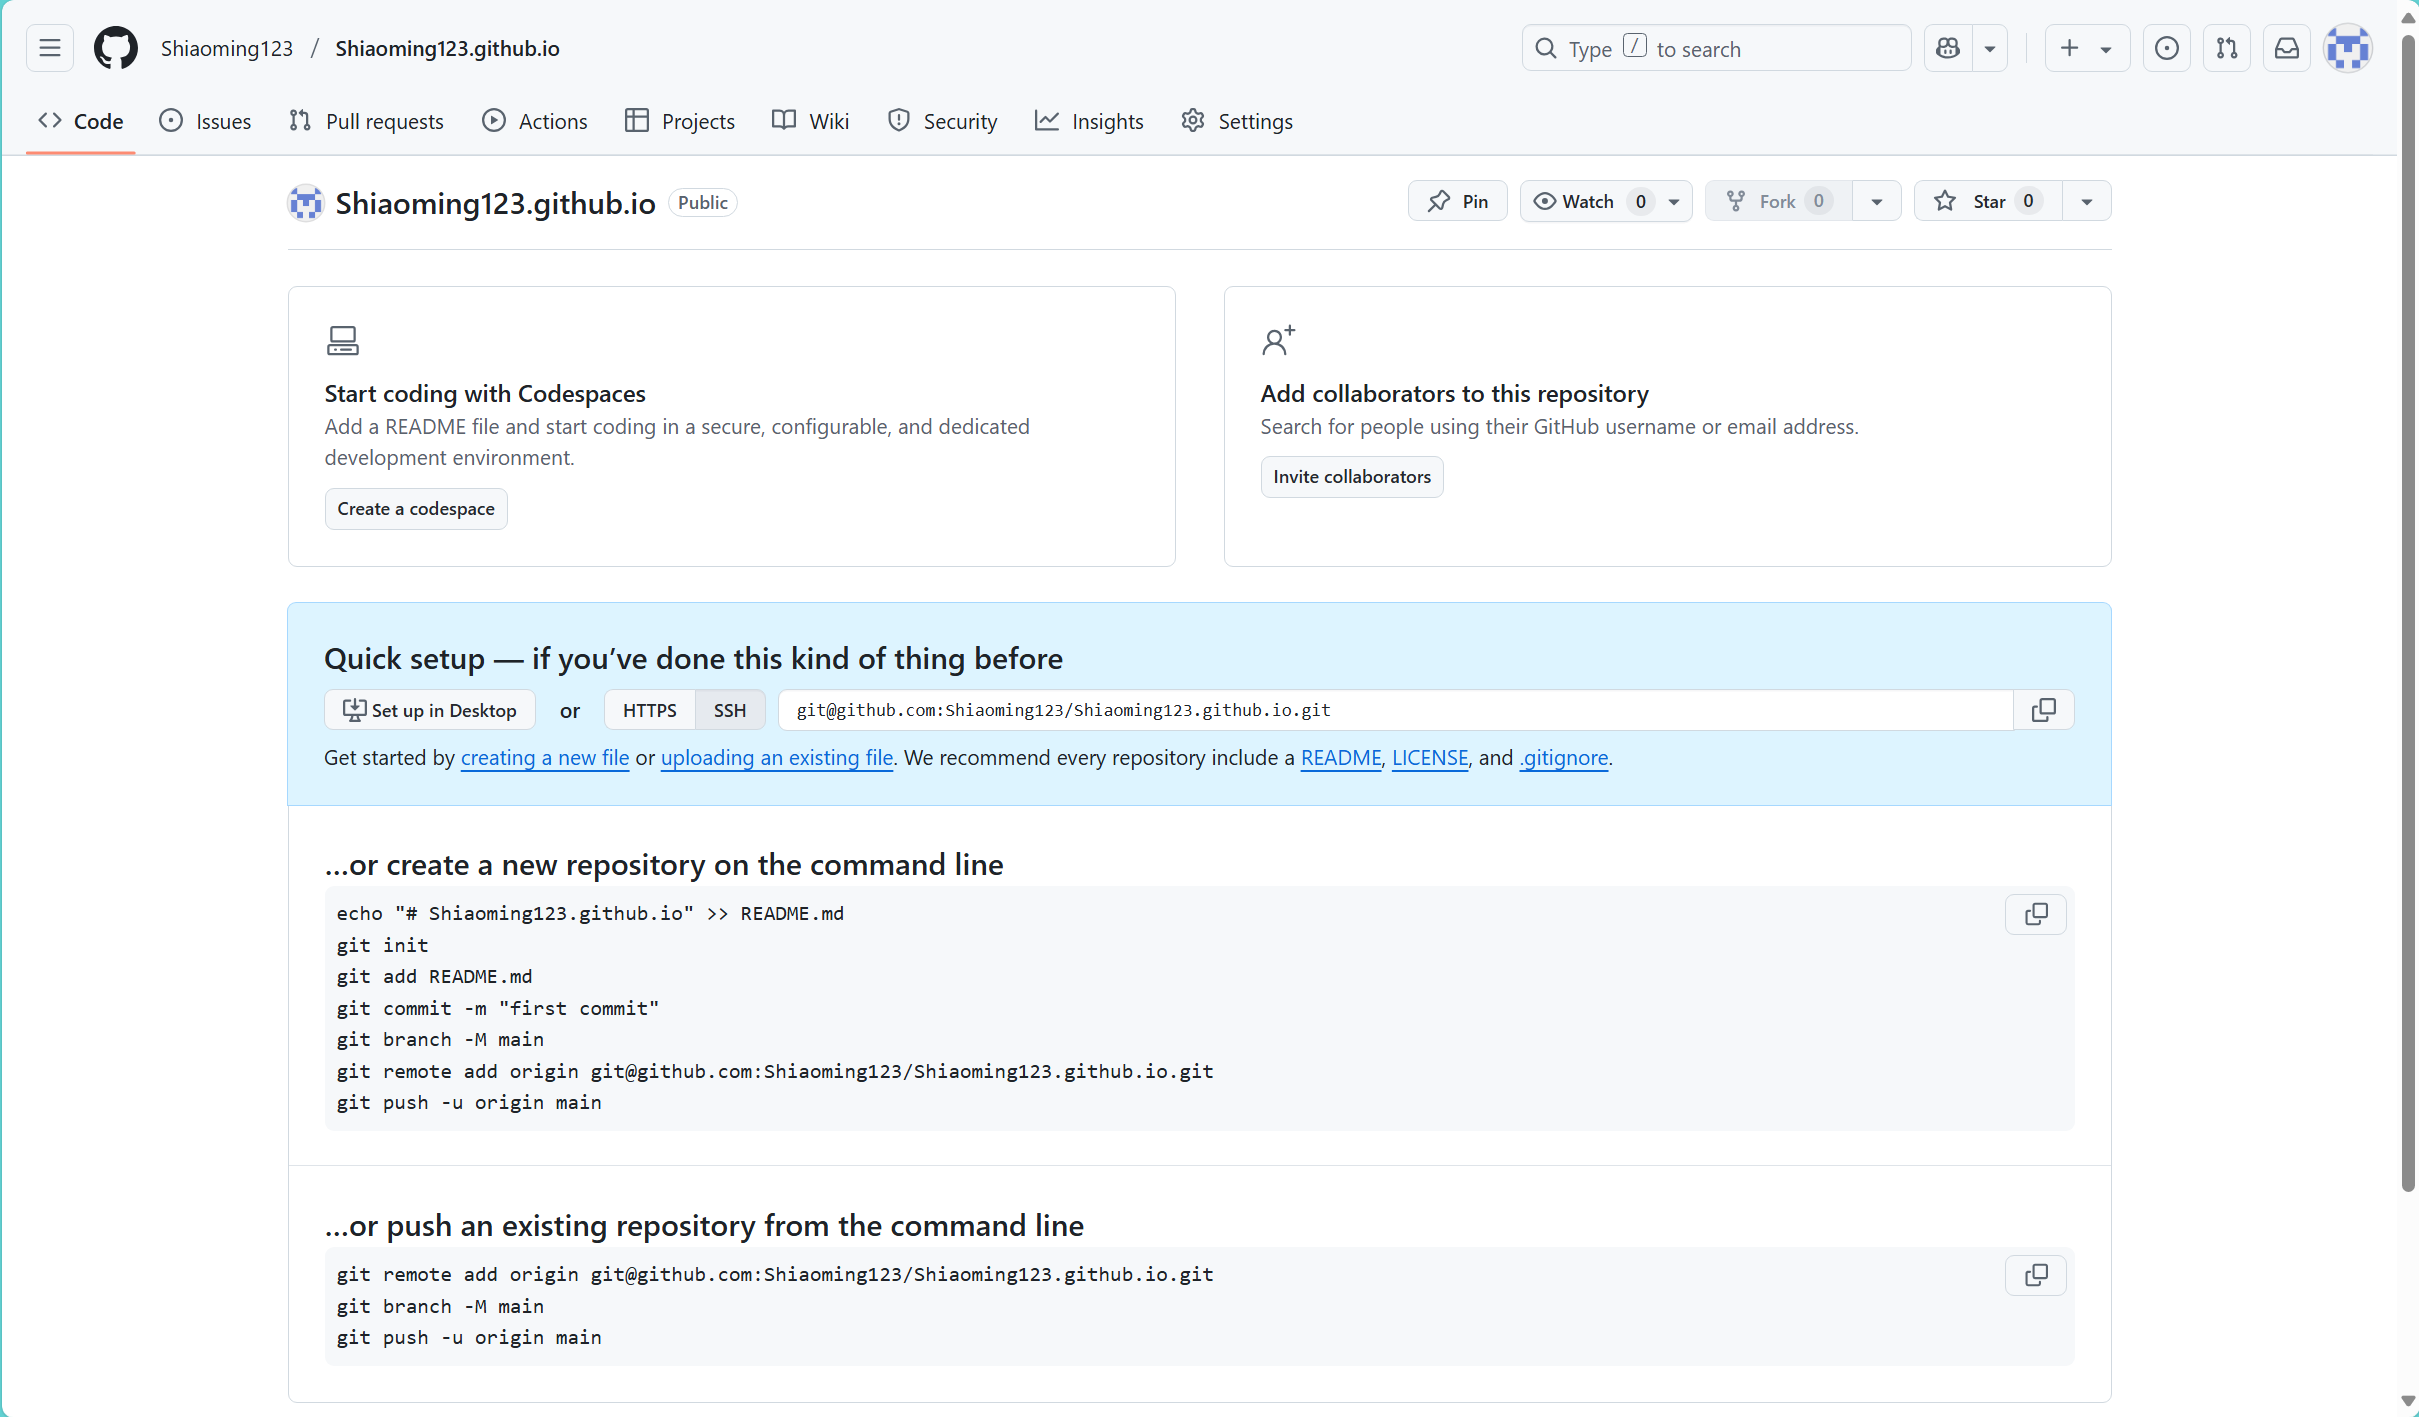 Shiaoming123 / Shiaoming123.github.io
Type / to search
Code Issues Pull requests Actions Projects Wiki Security Insights Settings
Shiaoming123.github.io Public
Pin Watch 0 Fork 0 Star 0
Start coding with Codespaces
Add a README file and start coding in a secure, configurable, and dedicated
development environment.
Create a codespace
Add collaborators to this repository
Search for people using their GitHub username or email address.
Invite collaborators
Quick setup — if you’ve done this kind of thing before
Set up in Desktop or HTTPS SSH git@github.com:Shiaoming123/Shiaoming123.github.io.git
Get started by creating a new file or uploading an existing file. We recommend every repository include a README, LICENSE, and .gitignore.
…or create a new repository on the command line
echo "# Shiaoming123.github.io" >> README.md
git init
git add README.md
git commit -m "first commit"
git branch -M main
git remote add origin git@github.com:Shiaoming123/Shiaoming123.github.io.git
git push -u origin main
…or push an existing repository from the command line
git remote add origin git@github.com:Shiaoming123/Shiaoming123.github.io.git
git branch -M main
git push -u origin main